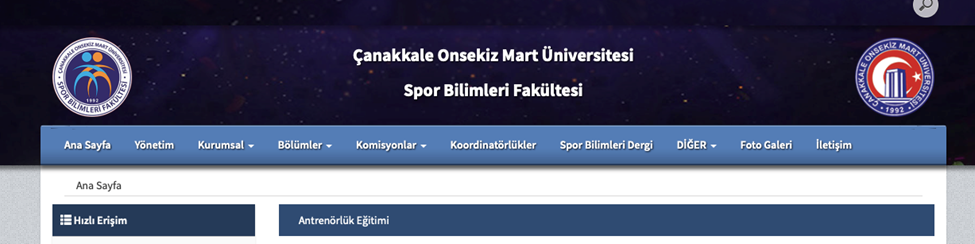 Çanakkale Onsekiz Mart Üniversitesi
Spor Bilimleri Fakültesi
ÇANAKKALE ONSEKİZ MART ÜNİVERSİTESİ
SPOR BİLİMLERİ FAKÜLTESİ
1992
ÇANAKKALE ONSEKİZ MART ÜNİVERSİTESİ
1992
Ana Sayfa Yönetim Kurumsal Bölümler Komisyonlar Koordinatörlükler Spor Bilimleri Dergi DİĞER Foto Galeri İletişim
Ana Sayfa
Hızlı Erişim
Antrenörlük Eğitimi